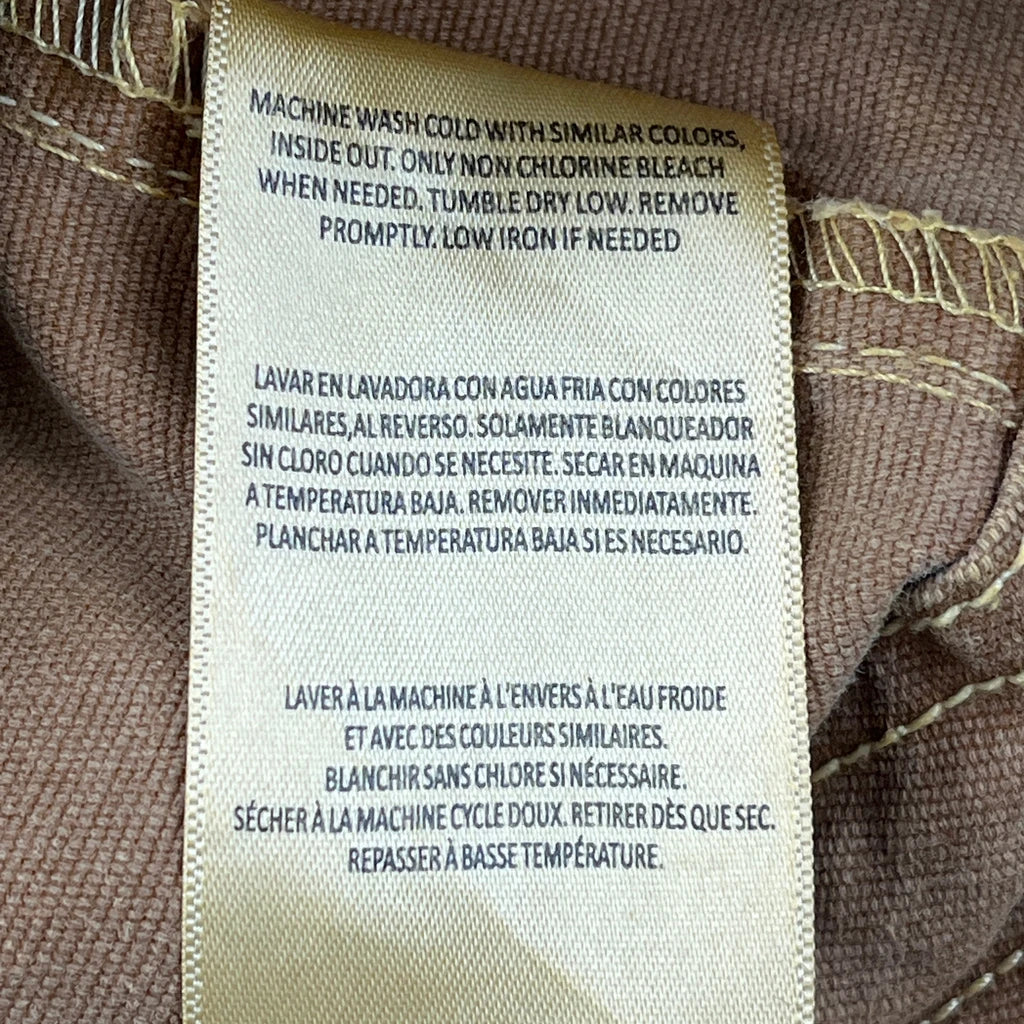 MACHINE WASH COLD WITH SIMILAR COLORS,
INSIDE OUT. ONLY NON CHLORINE BLEACH
WHEN NEEDED. TUMBLE DRY LOW. REMOVE
PROMPTLY. LOW IRON IF NEEDED
LAVAR EN LAVADORA CON AGUA FRIA CON COLORES
SIMILARES,AL REVERSO. SOLAMENTE BLANQUEADOR
SIN CLORO CUANDO SE NECESITE. SECAR EN MAQUINA
A TEMPERATURA BAJA. REMOVER INMEDIATAMENTE.
PLANCHAR A TEMPERATURA BAJA SI ES NECESARIO.
LAVER À LA MACHINE À L'ENVERS À L'EAU FROIDE
ET AVEC DES COULEURS SIMILAIRES.
BLANCHIR SANS CHLORE SI NÉCESSAIRE.
SÉCHER À LA MACHINE CYCLE DOUX. RETIRER DÈS QUE SEC.
REPASSER À BASSE TEMPÉRATURE.